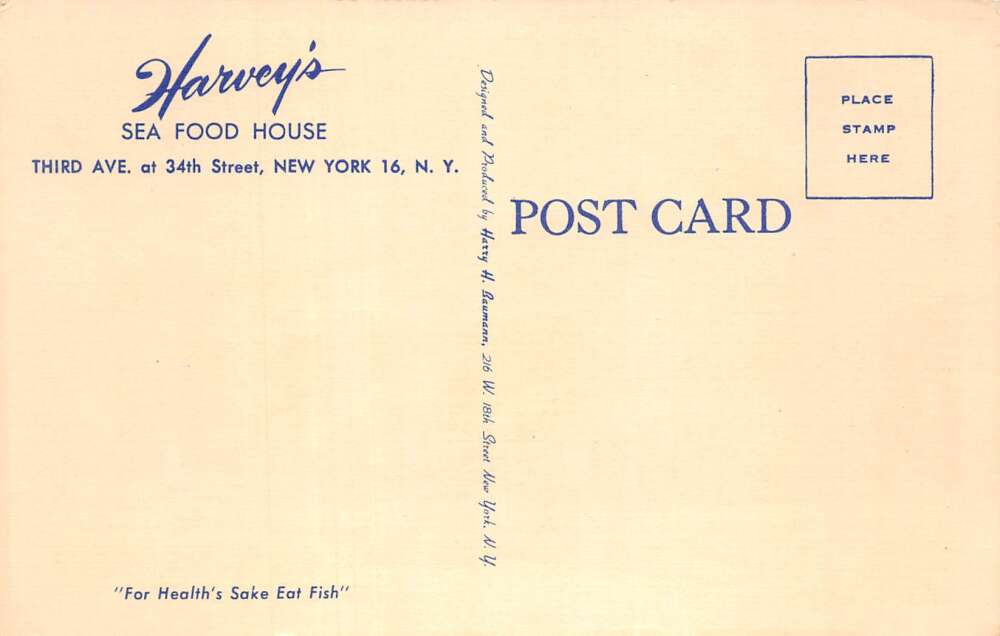 Harvey's
SEA FOOD HOUSE
THIRD AVE. at 34th Street, NEW YORK 16, N. Y.
"For Health's Sake Eat Fish"
Designed and Produced by Harry H. Baumann, 216 W. 18th Street New York, N. Y.
POST CARD
PLACE
STAMP
HERE